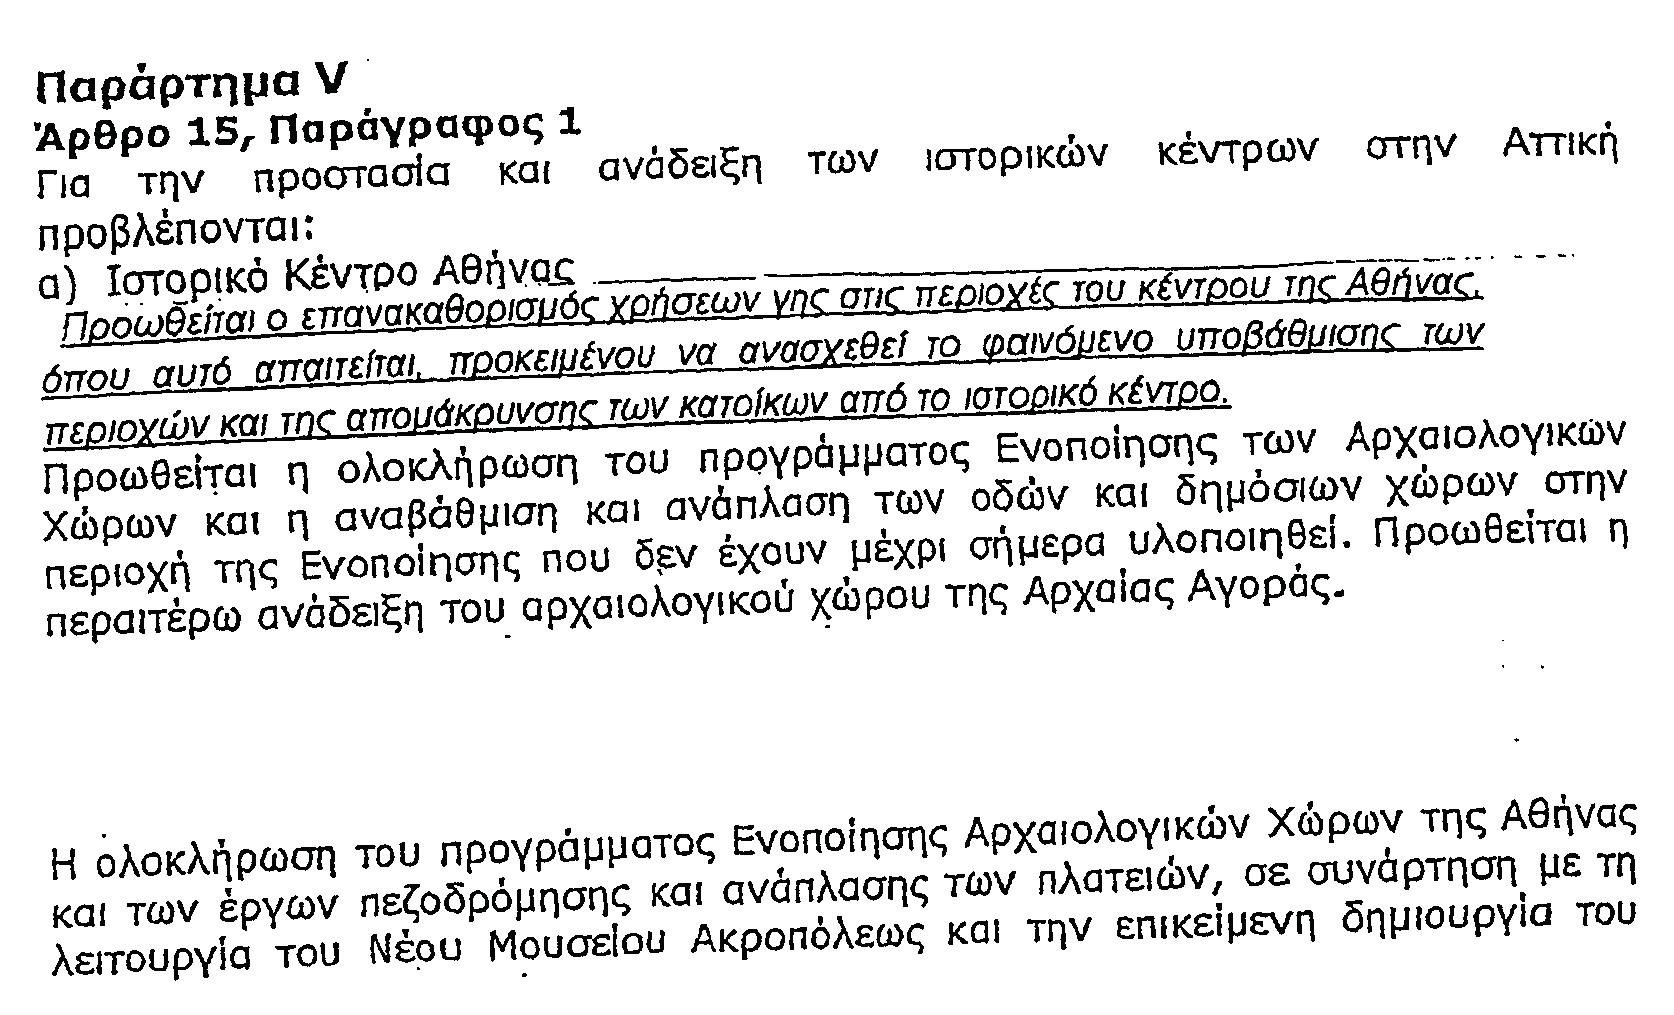 Παράρτημα V
Άρθρο 15, Παράγραφος 1
Για την προστασία και ανάδειξη των ιστορικών κέντρων στην Αττική
προβλέπονται:
α) Ιστορικό Κέντρο Αθήνας
Προωθείται ο επανακαθορισμός χρήσεων γης στις περιοχές του κέντρου της Αθήνας,
όπου αυτό απαιτείται, προκειμένου να ανασχεθεί το φαινόμενο υποβάθμισης των
περιοχών και της απομάκρυνσης των κατοίκων από το ιστορικό κέντρο.
Προωθείται η ολοκλήρωση του προγράμματος Ενοποίησης των Αρχαιολογικών
Χώρων και η αναβάθμιση και ανάπλαση των οδών και δημόσιων χώρων στην
περιοχή της Ενοποίησης που δεν έχουν μέχρι σήμερα υλοποιηθεί. Προωθείται η
περαιτέρω ανάδειξη του αρχαιολογικού χώρου της Αρχαίας Αγοράς.
Η ολοκλήρωση του προγράμματος Ενοποίησης Αρχαιολογικών Χώρων της Αθήνας
και των έργων πεζοδρόμησης και ανάπλασης των πλατειών, σε συνάρτηση με τη
λειτουργία του Νέου Μουσείου Ακροπόλεως και την επικείμενη δημιουργία του